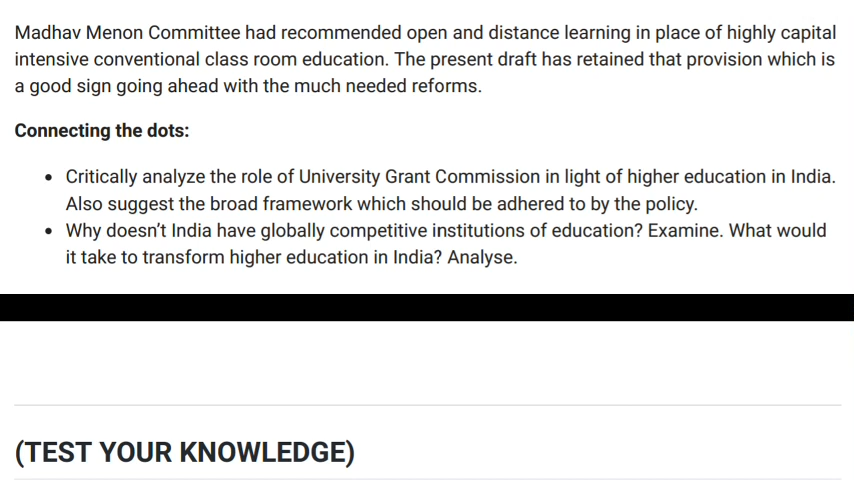 Madhav Menon Committee had recommended open and distance learning in place of highly capital
intensive conventional class room education. The present draft has retained that provision which is
a good sign going ahead with the much needed reforms.
Connecting the dots:
• Critically analyze the role of University Grant Commission in light of higher education in India.
Also suggest the broad framework which should be adhered to by the policy.
• Why doesn’t India have globally competitive institutions of education? Examine. What would
it take to transform higher education in India? Analyse.
(TEST YOUR KNOWLEDGE)